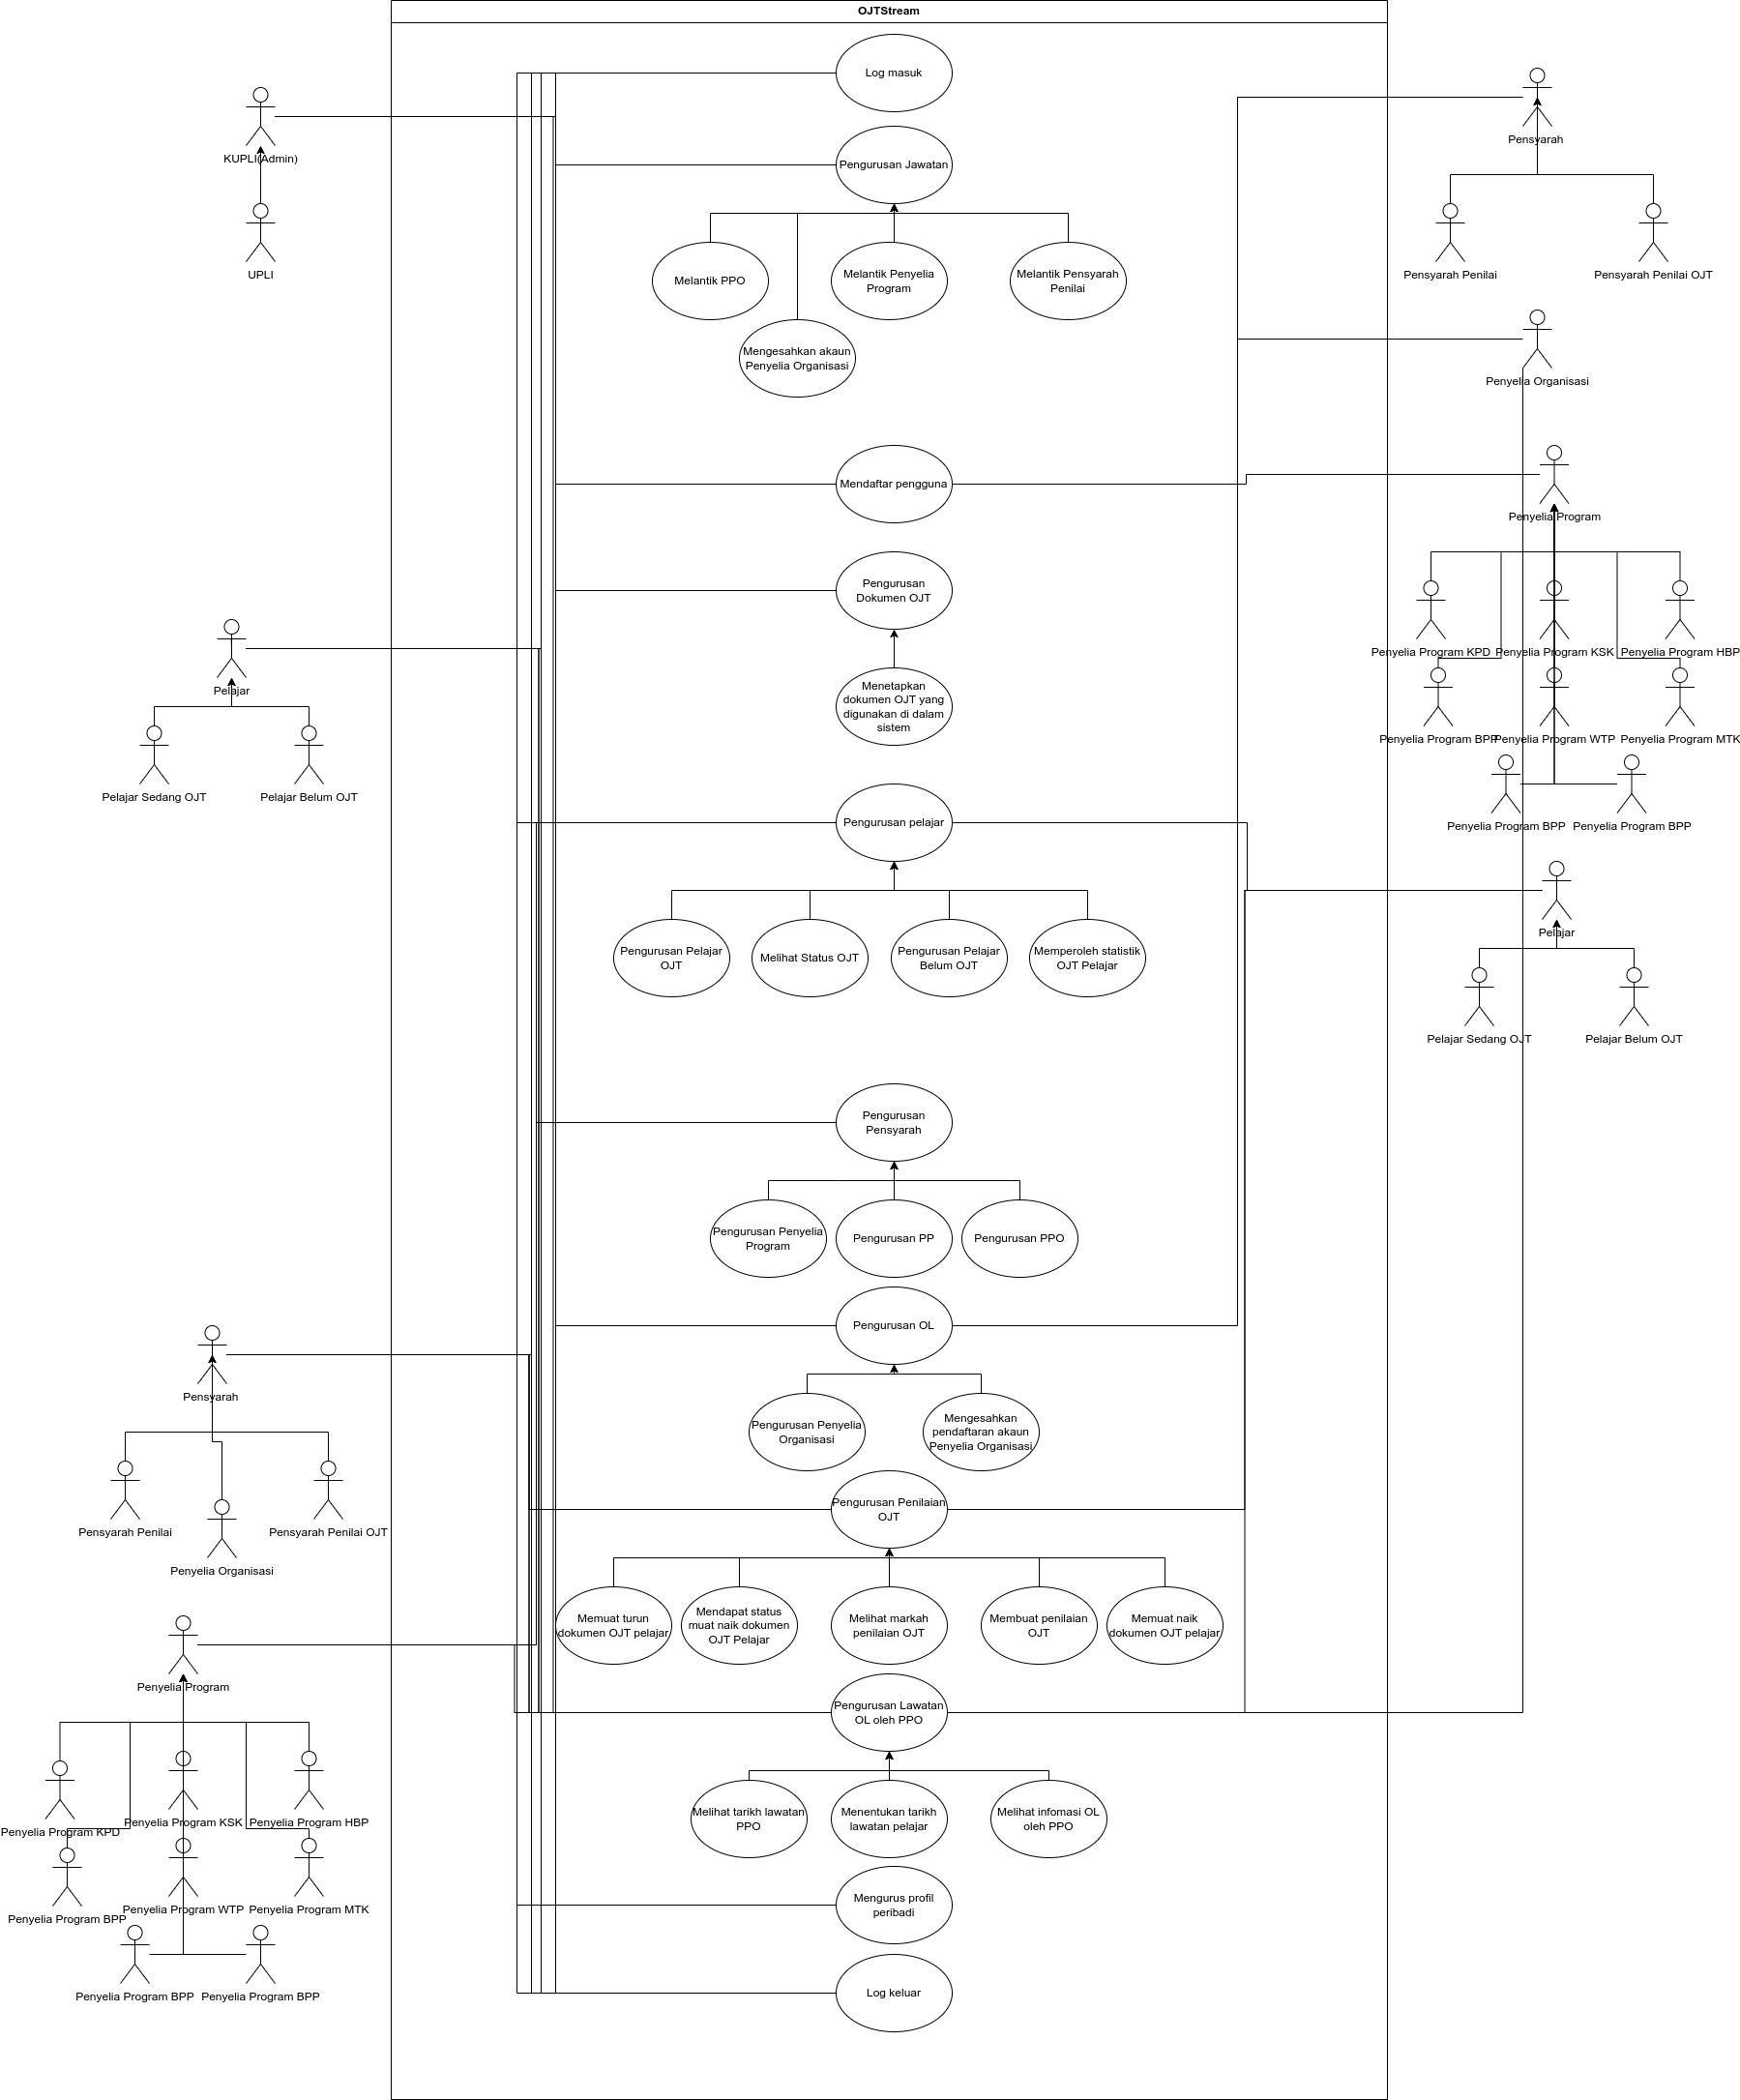 OJTStream
Log masuk
KUPLI(Admin)
UPLI
Pengurusan Jawatan
Melantik PPO
Melantik Penyelia
Program
Melantik Pensyarah
Penilai
Mengesahkan akaun
Penyelia Organisasi
Pensyarah
Pensyarah Penilai
Pensyarah Penilai OJT
Penyelia Organisasi
Mendaftar pengguna
Penyelia Program
Pengurusan
Dokumen OJT
Menetapkan
dokumen OJT yang
digunakan di dalam
sistem
Penyelia Program KPD
Penyelia Program KSK
Penyelia Program HBP
Penyelia Program BPP
Penyelia Program WTP
Penyelia Program MTK
Penyelia Program BPP
Penyelia Program BPP
Pelajar
Pelajar Sedang OJT
Pelajar Belum OJT
Pengurusan pelajar
Pengurusan Pelajar
OJT
Melihat Status OJT
Pengurusan Pelajar
Belum OJT
Memperoleh statistik
OJT Pelajar
Pelajar
Pelajar Sedang OJT
Pelajar Belum OJT
Pengurusan
Pensyarah
Pengurusan Penyelia
Program
Pengurusan PP
Pengurusan PPO
Pengurusan OL
Pengurusan Penyelia
Organisasi
Mengesahkan
pendaftaran akaun
Penyelia Organisasi
Pensyarah
Pensyarah Penilai
Penyelia Organisasi
Pensyarah Penilai OJT
Pengurusan Penilaian
OJT
Memuat turun
dokumen OJT pelajar
Mendapat status
muat naik dokumen
OJT Pelajar
Melihat markah
penilaian OJT
Membuat penilaian
OJT
Memuat naik
dokumen OJT pelajar
Penyelia Program
Pengurusan Lawatan
OL oleh PPO
Melihat tarikh lawatan
PPO
Menentukan tarikh
lawatan pelajar
Melihat infomasi OL
oleh PPO
Penyelia Program KPD
Penyelia Program KSK
Penyelia Program HBP
Penyelia Program BPP
Penyelia Program WTP
Penyelia Program MTK
Penyelia Program BPP
Penyelia Program BPP
Mengurus profil
peribadi
Log keluar